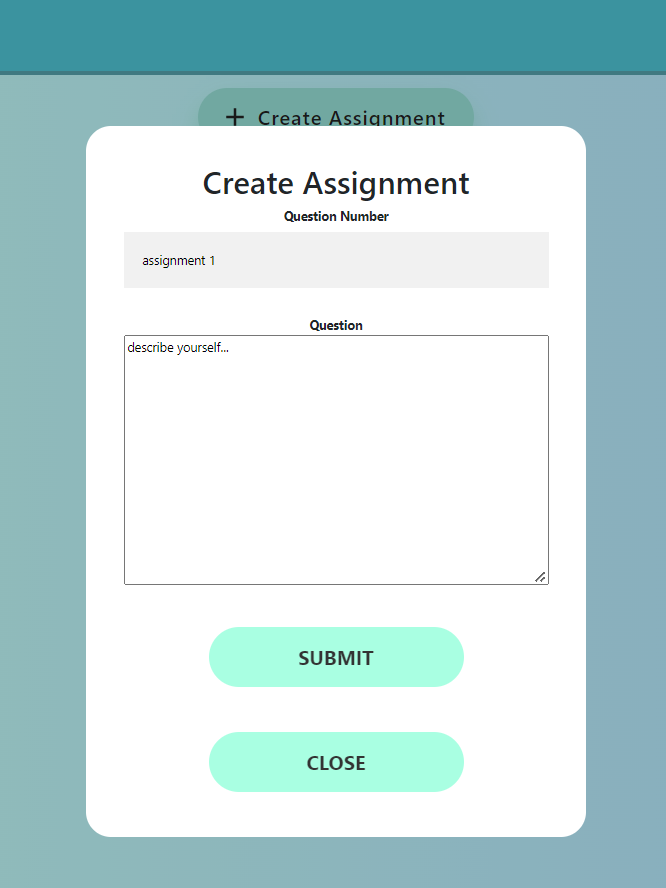 + Create Assignment
Create Assignment
Question Number
assignment 1
Question
describe yourself...
SUBMIT
CLOSE